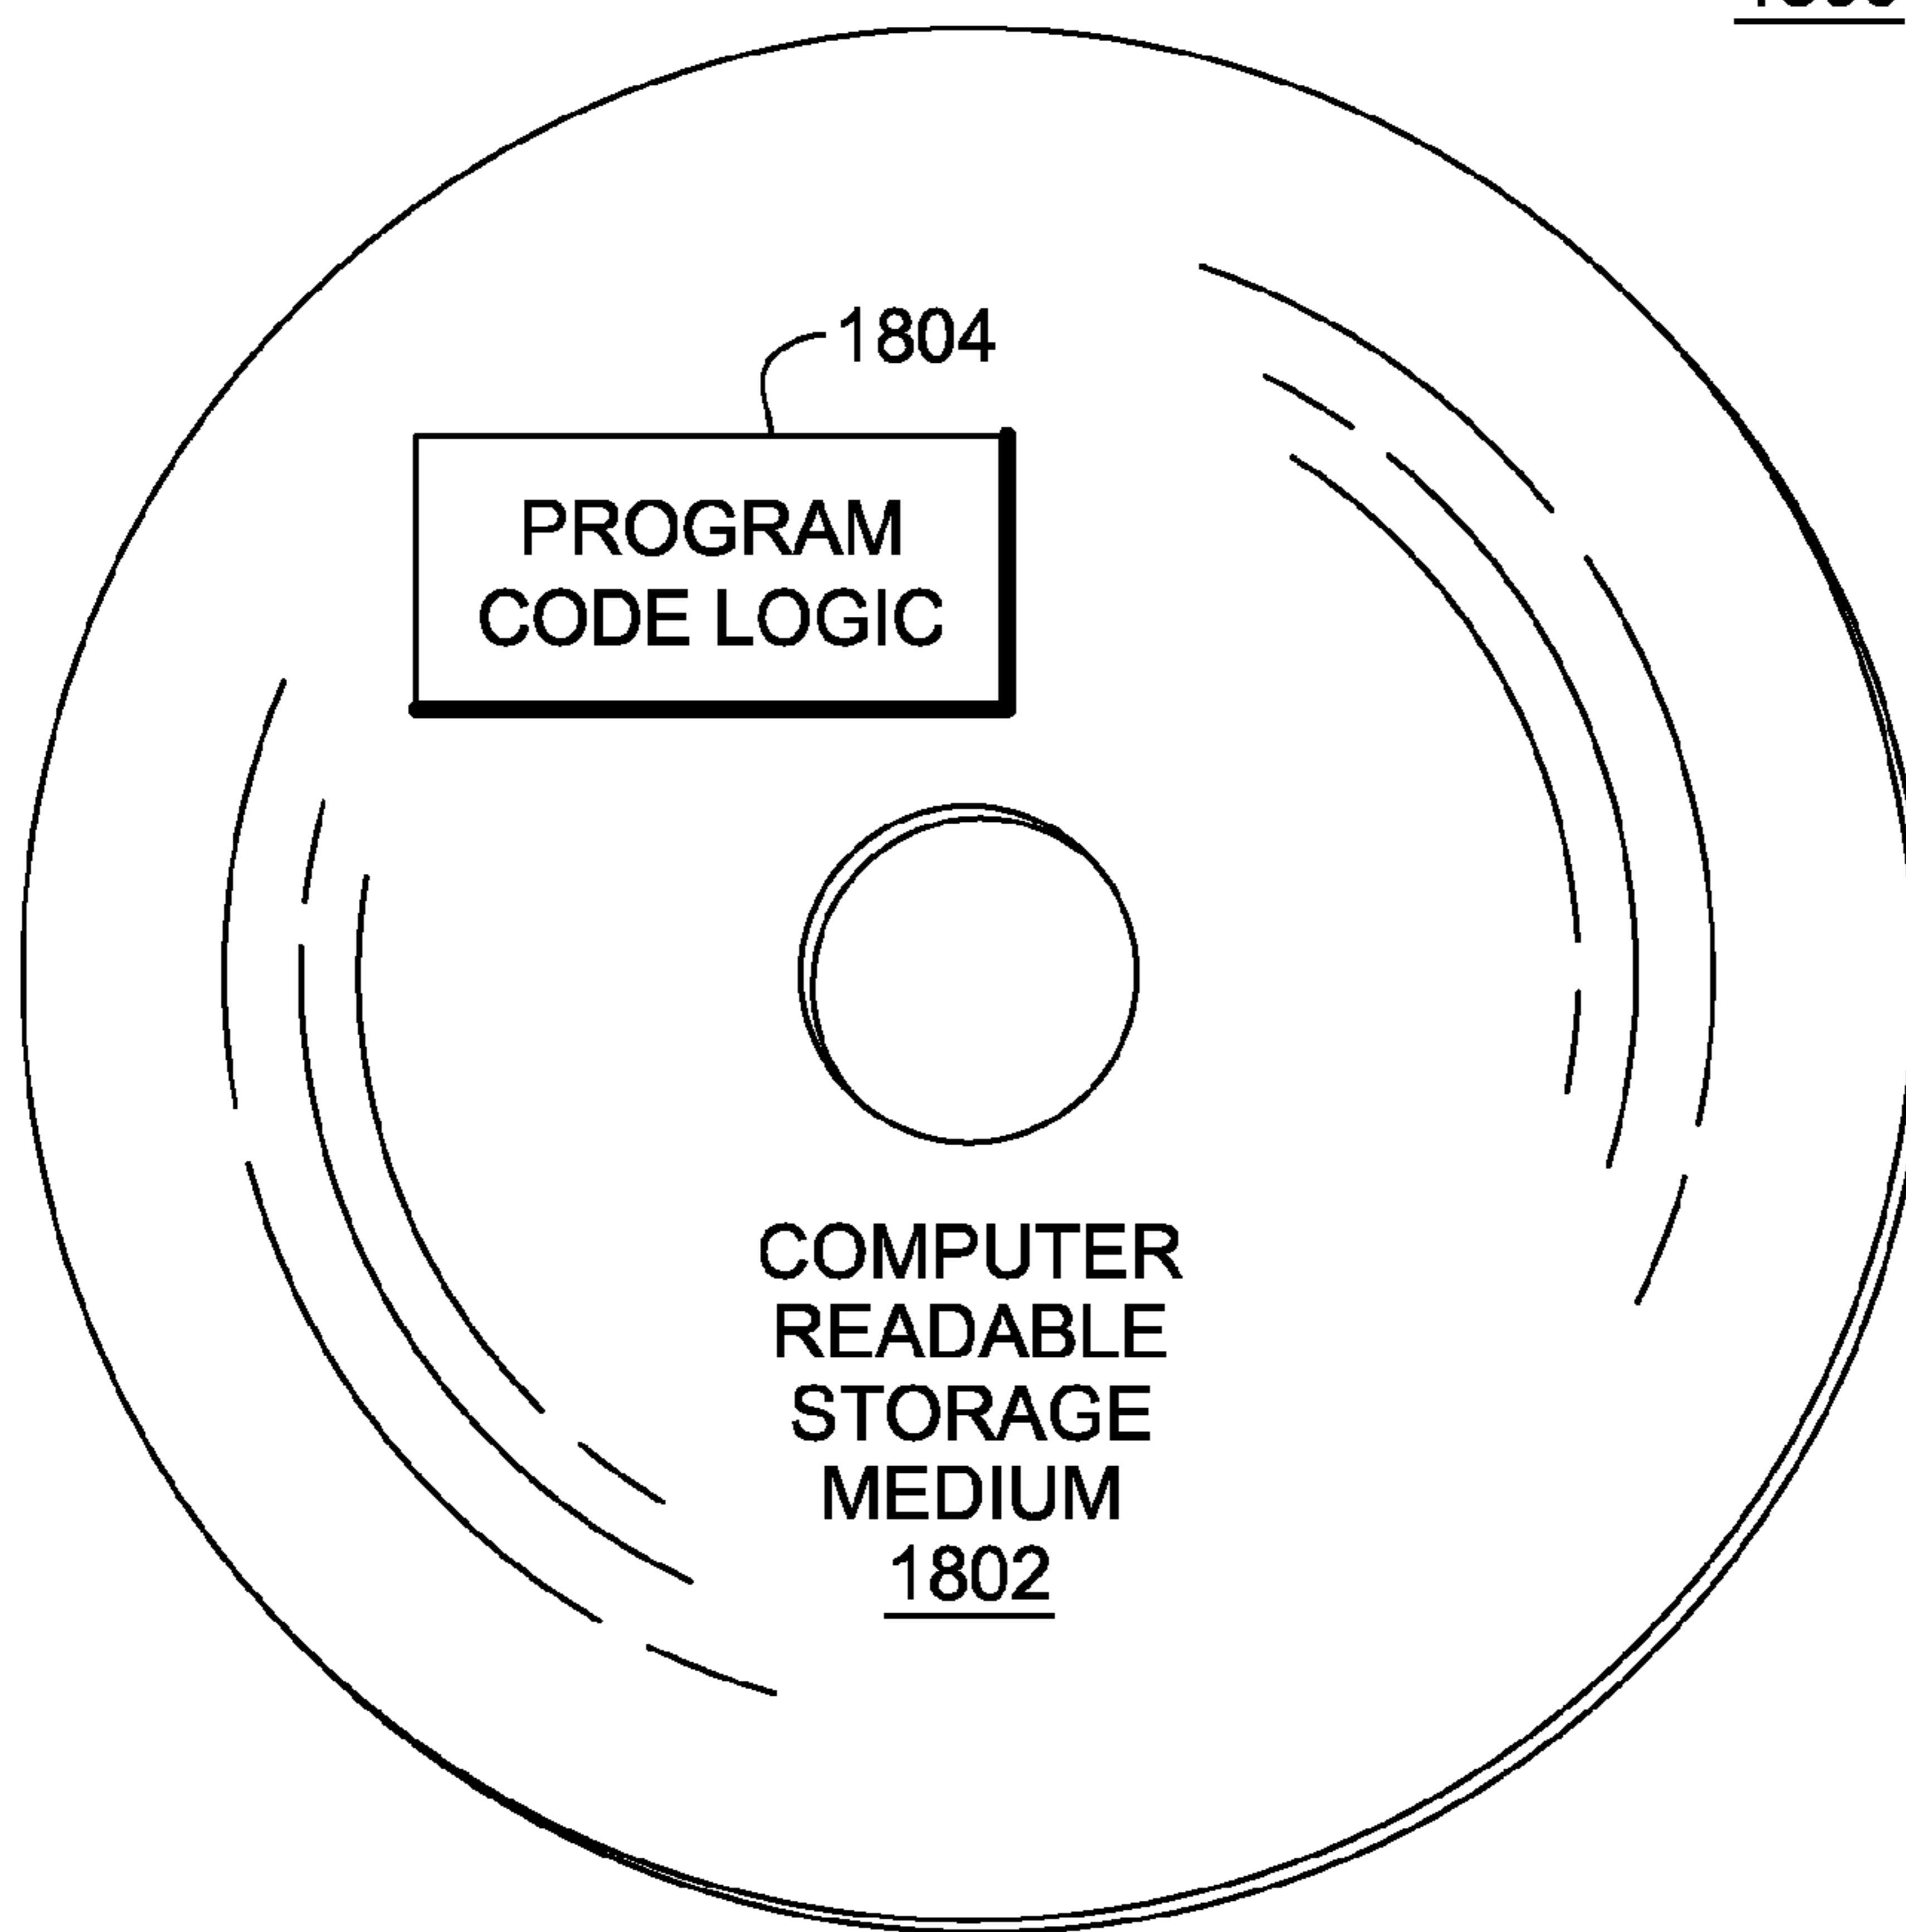 1804
PROGRAM
CODE LOGIC
COMPUTER
READABLE
STORAGE
MEDIUM
1802